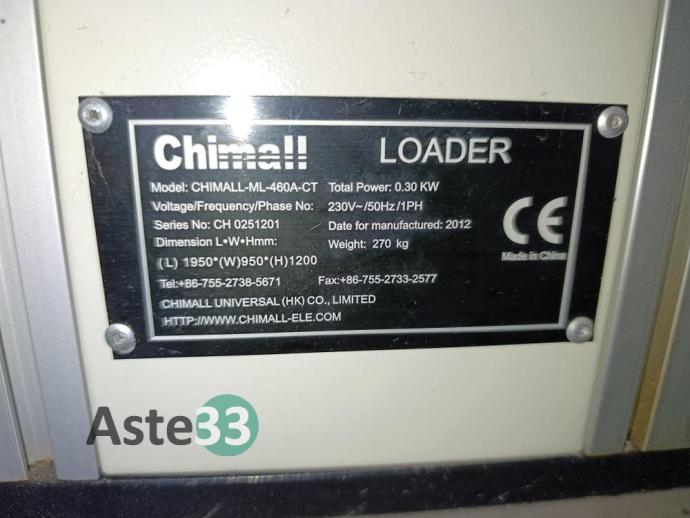 Chimall LOADER
Model: CHIMALL-ML-460A-CT Total Power: 0.30 KW
Voltage/Frequency/Phase No: 230V~/50Hz/1PH
Series No: CH 0251201 Date for manufactured: 2012
Dimension L•W•Hmm: Weight: 270 kg
(L) 1950*(W)950*(H)1200
CE
Made in China
Tel:+86-755-2738-5671 Fax:+86-755-2733-2577
CHIMALL UNIVERSAL (HK) CO., LIMITED
HTTP://WWW.CHIMALL-ELE.COM
Aste33